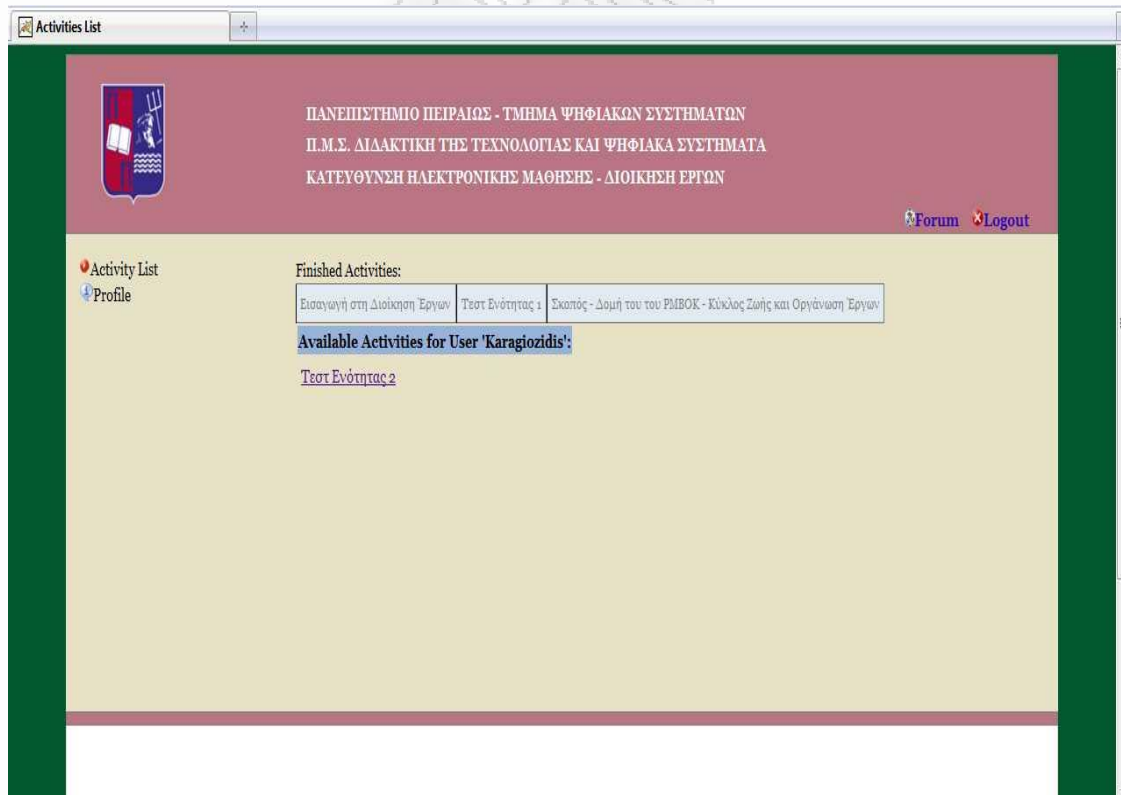 Activities List
ΠΑΝΕΠΙΣΤΗΜΙΟ ΠΕΙΡΑΙΩΣ - ΤΜΗΜΑ ΨΗΦΙΑΚΩΝ ΣΥΣΤΗΜΑΤΩΝ
Π.Μ.Σ. ΔΙΔΑΚΤΙΚΗ ΤΗΣ ΤΕΧΝΟΛΟΓΙΑΣ ΚΑΙ ΨΗΦΙΑΚΑ ΣΥΣΤΗΜΑΤΑ
ΚΑΤΕΥΘΥΝΣΗ ΗΛΕΚΤΡΟΝΙΚΗΣ ΜΑΘΗΣΗΣ - ΔΙΟΙΚΗΣΗ ΕΡΓΩΝ
Forum Logout
Activity List
Profile
Finished Activities:
Εισαγωγή στη Διοίκηση Έργων Τεστ Ενότητας 1 Σκοπός - Δομή του του PMBOK - Κύκλος Ζωής και Οργάνωση Έργων
Available Activities for User 'Karagiozidis':
Τεστ Ενότητας 2